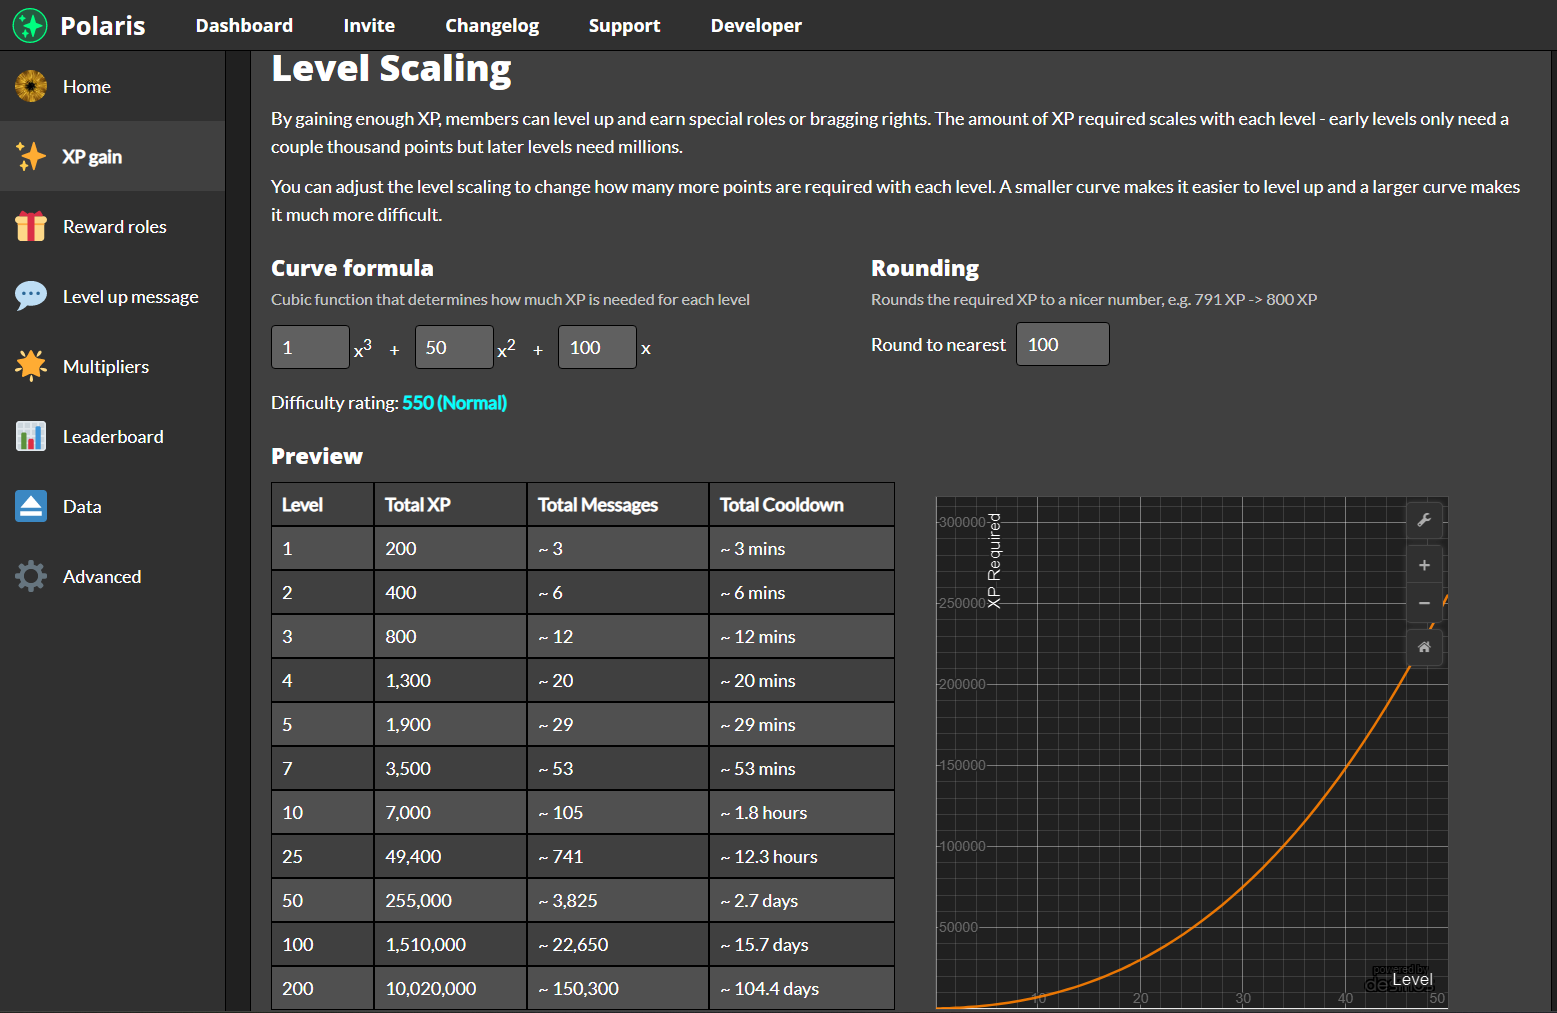 Polaris Dashboard Invite Changelog Support Developer
Home
XP gain
Reward roles
Level up message
Multipliers
Leaderboard
Data
Advanced
Level Scaling
By gaining enough XP, members can level up and earn special roles or bragging rights. The amount of XP required scales with each level - early levels only need a
couple thousand points but later levels need millions.
You can adjust the level scaling to change how many more points are required with each level. A smaller curve makes it easier to level up and a larger curve makes
it much more difficult.
Curve formula
Cubic function that determines how much XP is needed for each level
1 x³ + 50 x² + 100 x
Difficulty rating: 550 (Normal)
Rounding
Rounds the required XP to a nicer number, e.g. 791 XP -> 800 XP
Round to nearest 100
Preview
Level Total XP Total Messages Total Cooldown
1 200 ~ 3 ~ 3 mins
2 400 ~ 6 ~ 6 mins
3 800 ~ 12 ~ 12 mins
4 1,300 ~ 20 ~ 20 mins
5 1,900 ~ 29 ~ 29 mins
7 3,500 ~ 53 ~ 53 mins
10 7,000 ~ 105 ~ 1.8 hours
25 49,400 ~ 741 ~ 12.3 hours
50 255,000 ~ 3,825 ~ 2.7 days
100 1,510,000 ~ 22,650 ~ 15.7 days
200 10,020,000 ~ 150,300 ~ 104.4 days
XP Required
300000
250000
200000
150000
100000
50000
powered by
desmos
Level
10 20 30 40 50